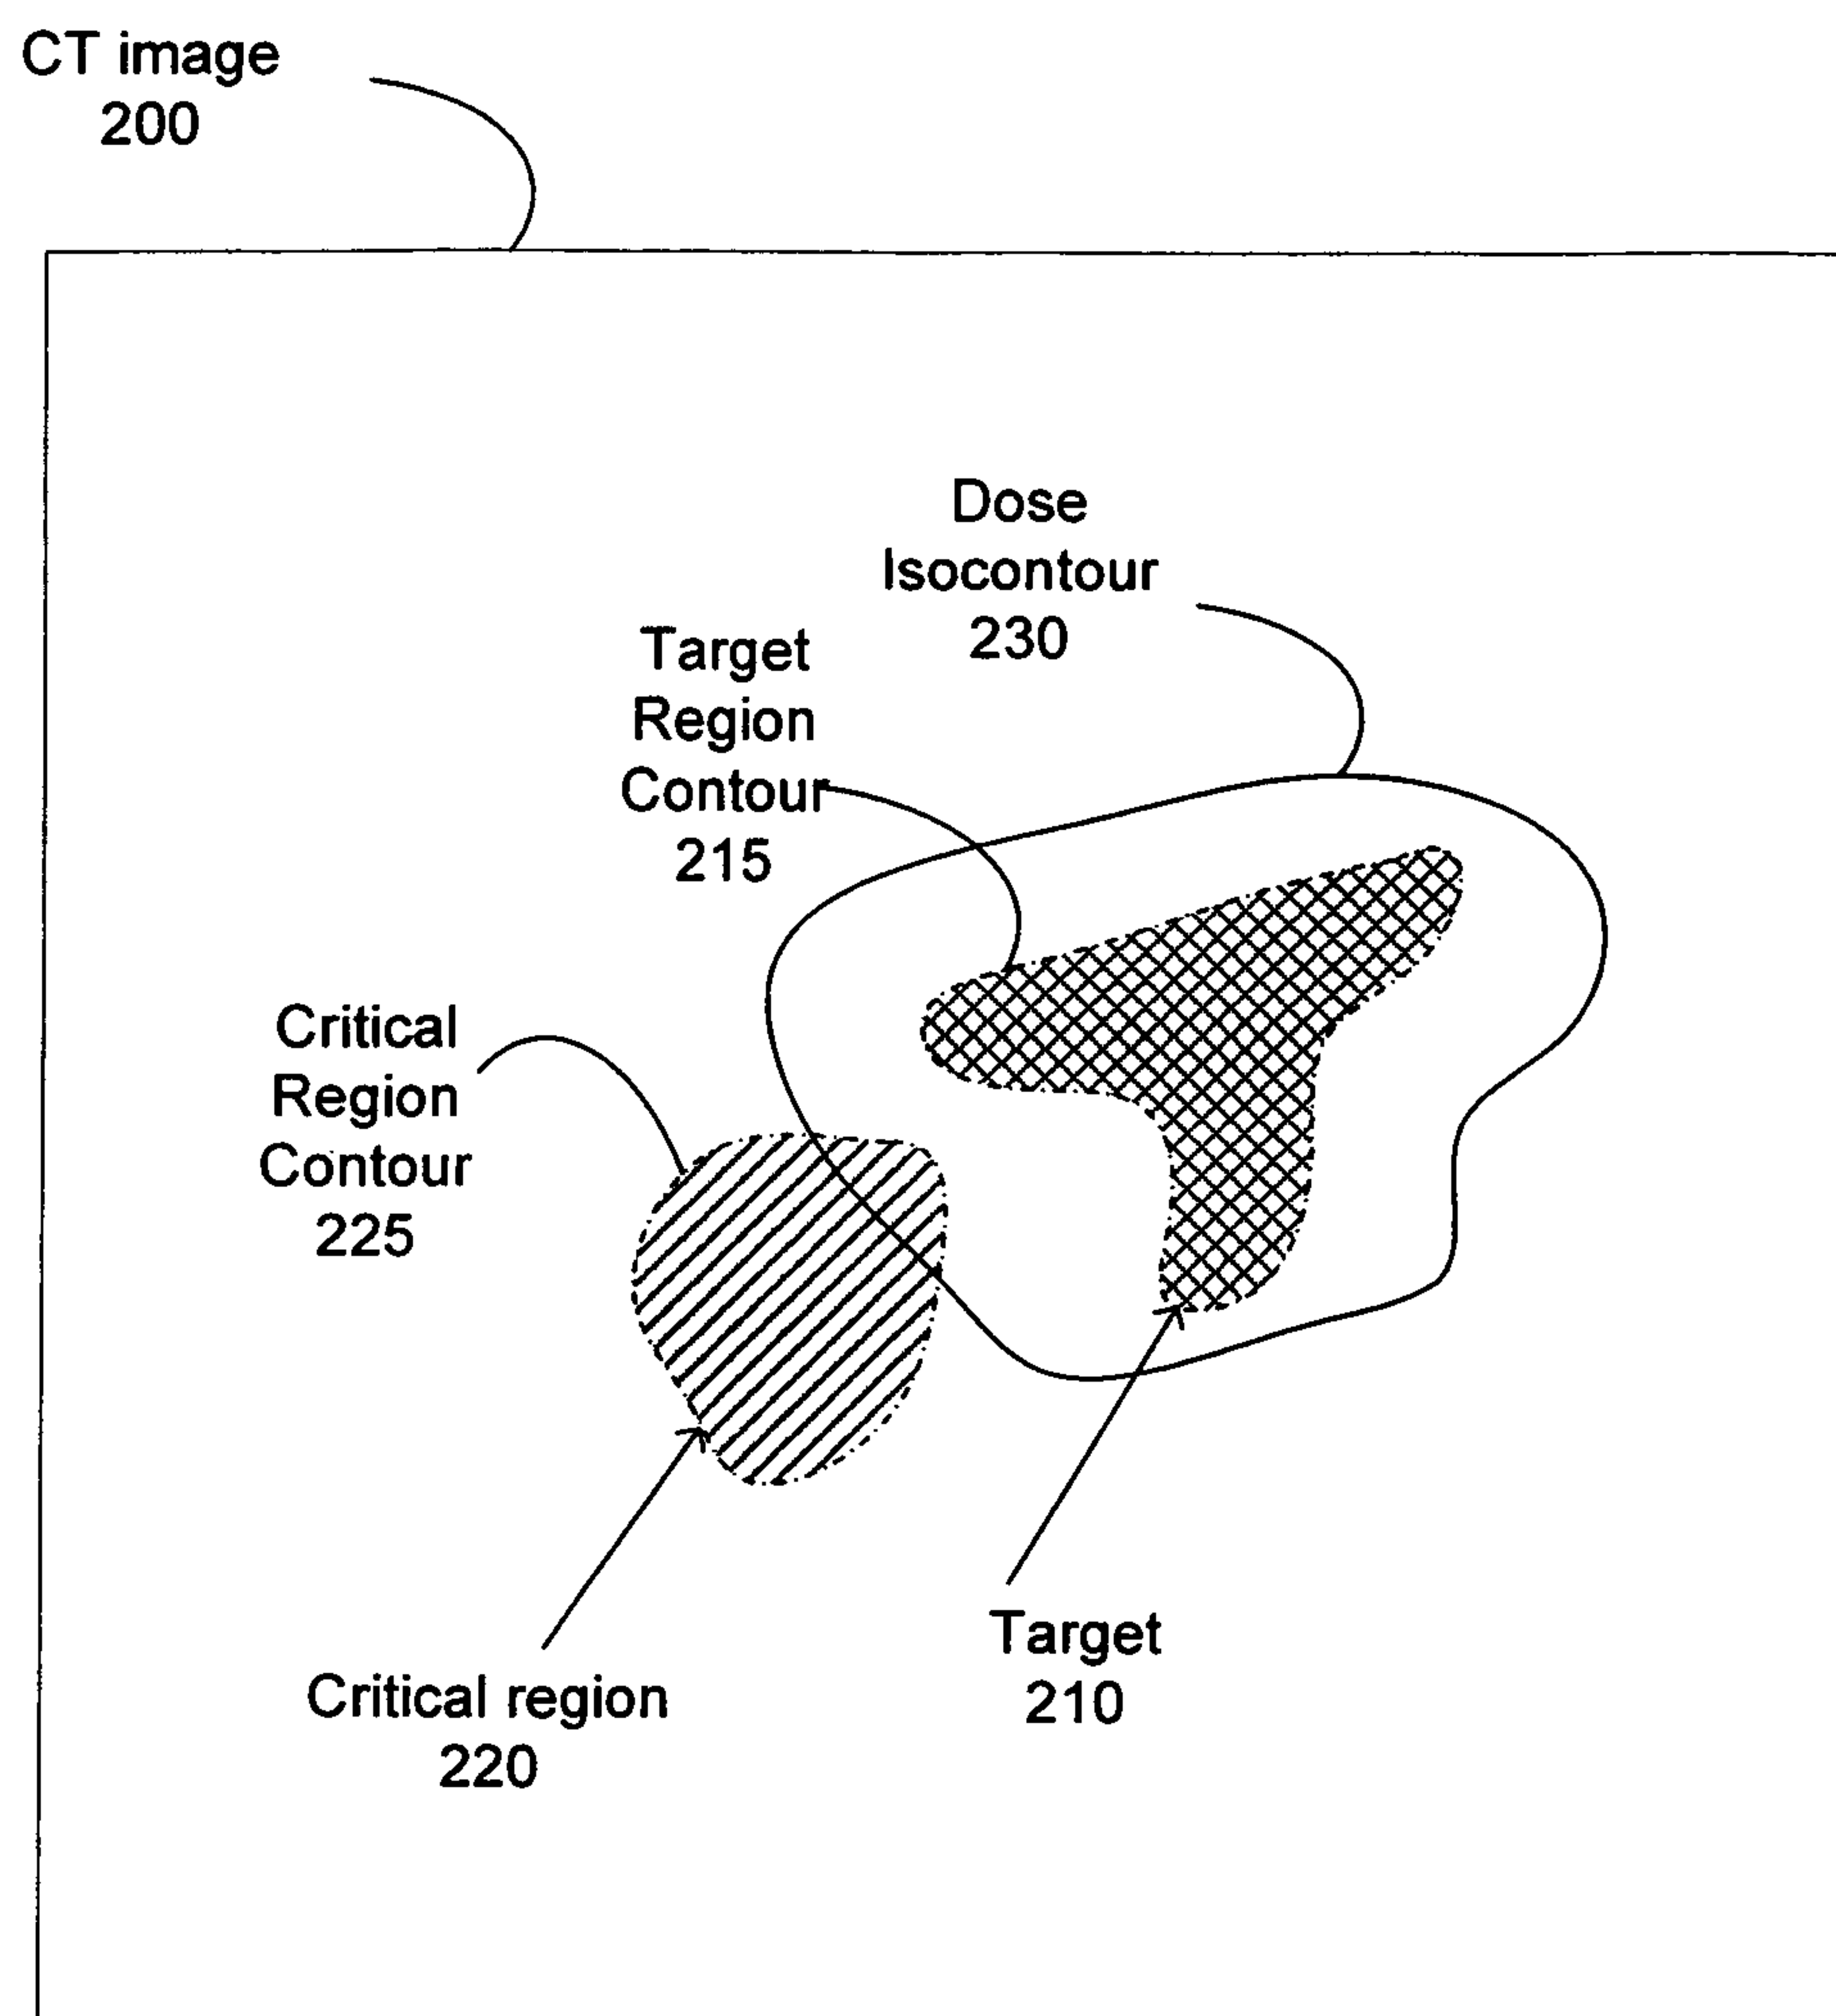 CT image
200
Dose
Isocontour
230
Target
Region
Contour
215
Critical
Region
Contour
225
Target
210
Critical region
220